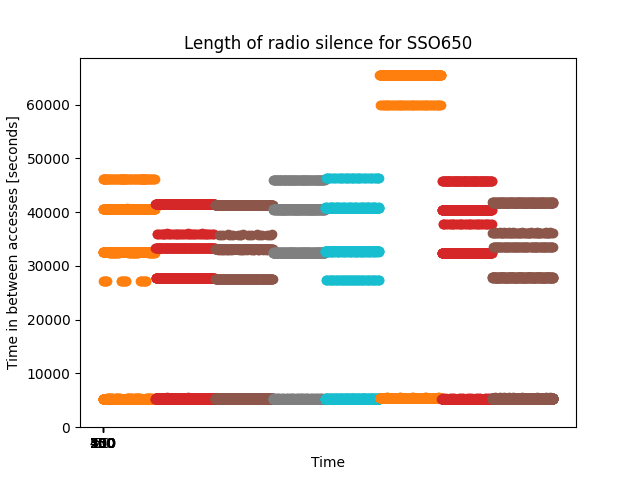 Length of radio silence for SSO650
Time in between accesses [seconds]
60000
50000
40000
30000
20000
10000
0
Time